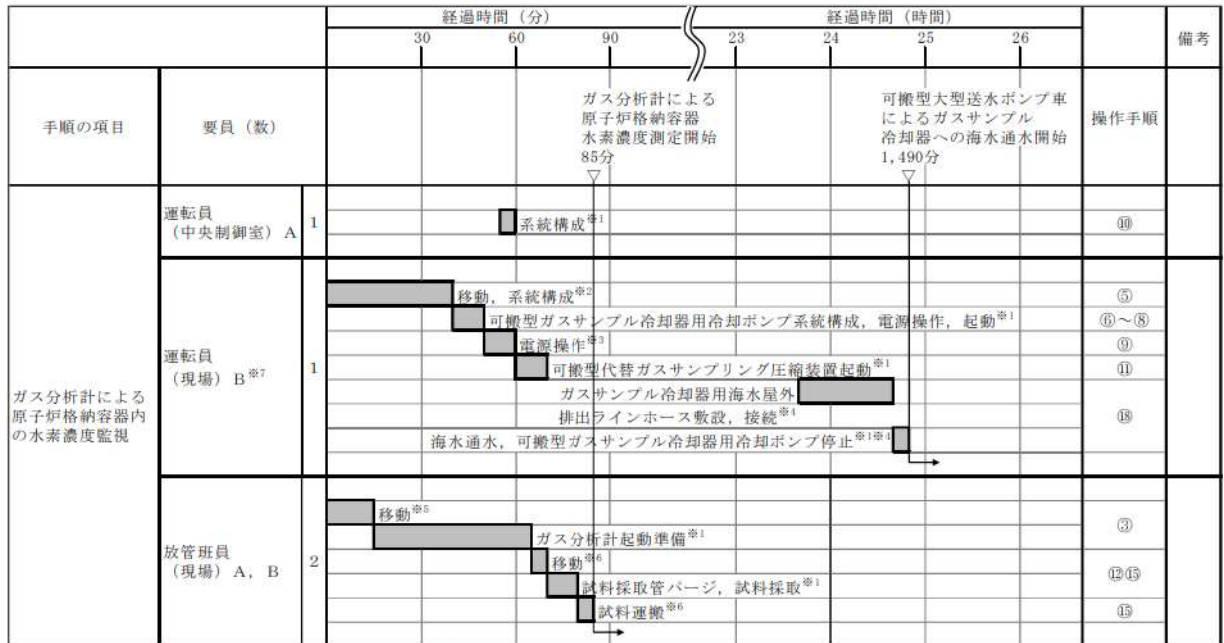 経過時間(分)
経過時間(時間)
備考
30
60
90
23
24
25
26
手順の項目
要員(数)
ガス分析計による
原子炉格納容器
水素濃度測定開始
85分
▽
可搬型大型送水ポンプ車
によるガスサンプル
冷却器への海水通水開始
1,490分
▽
操作手順
ガス分析計による
原子炉格納容器内
の水素濃度監視
運転員
(中央制御室)A
1
系統構成※1
⑩
運転員
(現場)B※7
1
移動,系統構成※2
⑤
可搬型ガスサンプル冷却器用冷却ポンプ系統構成,電源操作,起動※1
⑥~⑧
電源操作※3
⑨
可搬型代替ガスサンプリング圧縮装置起動※1
⑪
ガスサンプル冷却器用海水屋外
排出ラインホース敷設,接続※4
⑱
海水通水,可搬型ガスサンプル冷却器用冷却ポンプ停止※1※4
放管班員
(現場)A,B
2
移動※5
③
ガス分析計起動準備※1
移動※6
⑫⑮
試料採取管パージ,試料採取※1
試料運搬※6
⑮